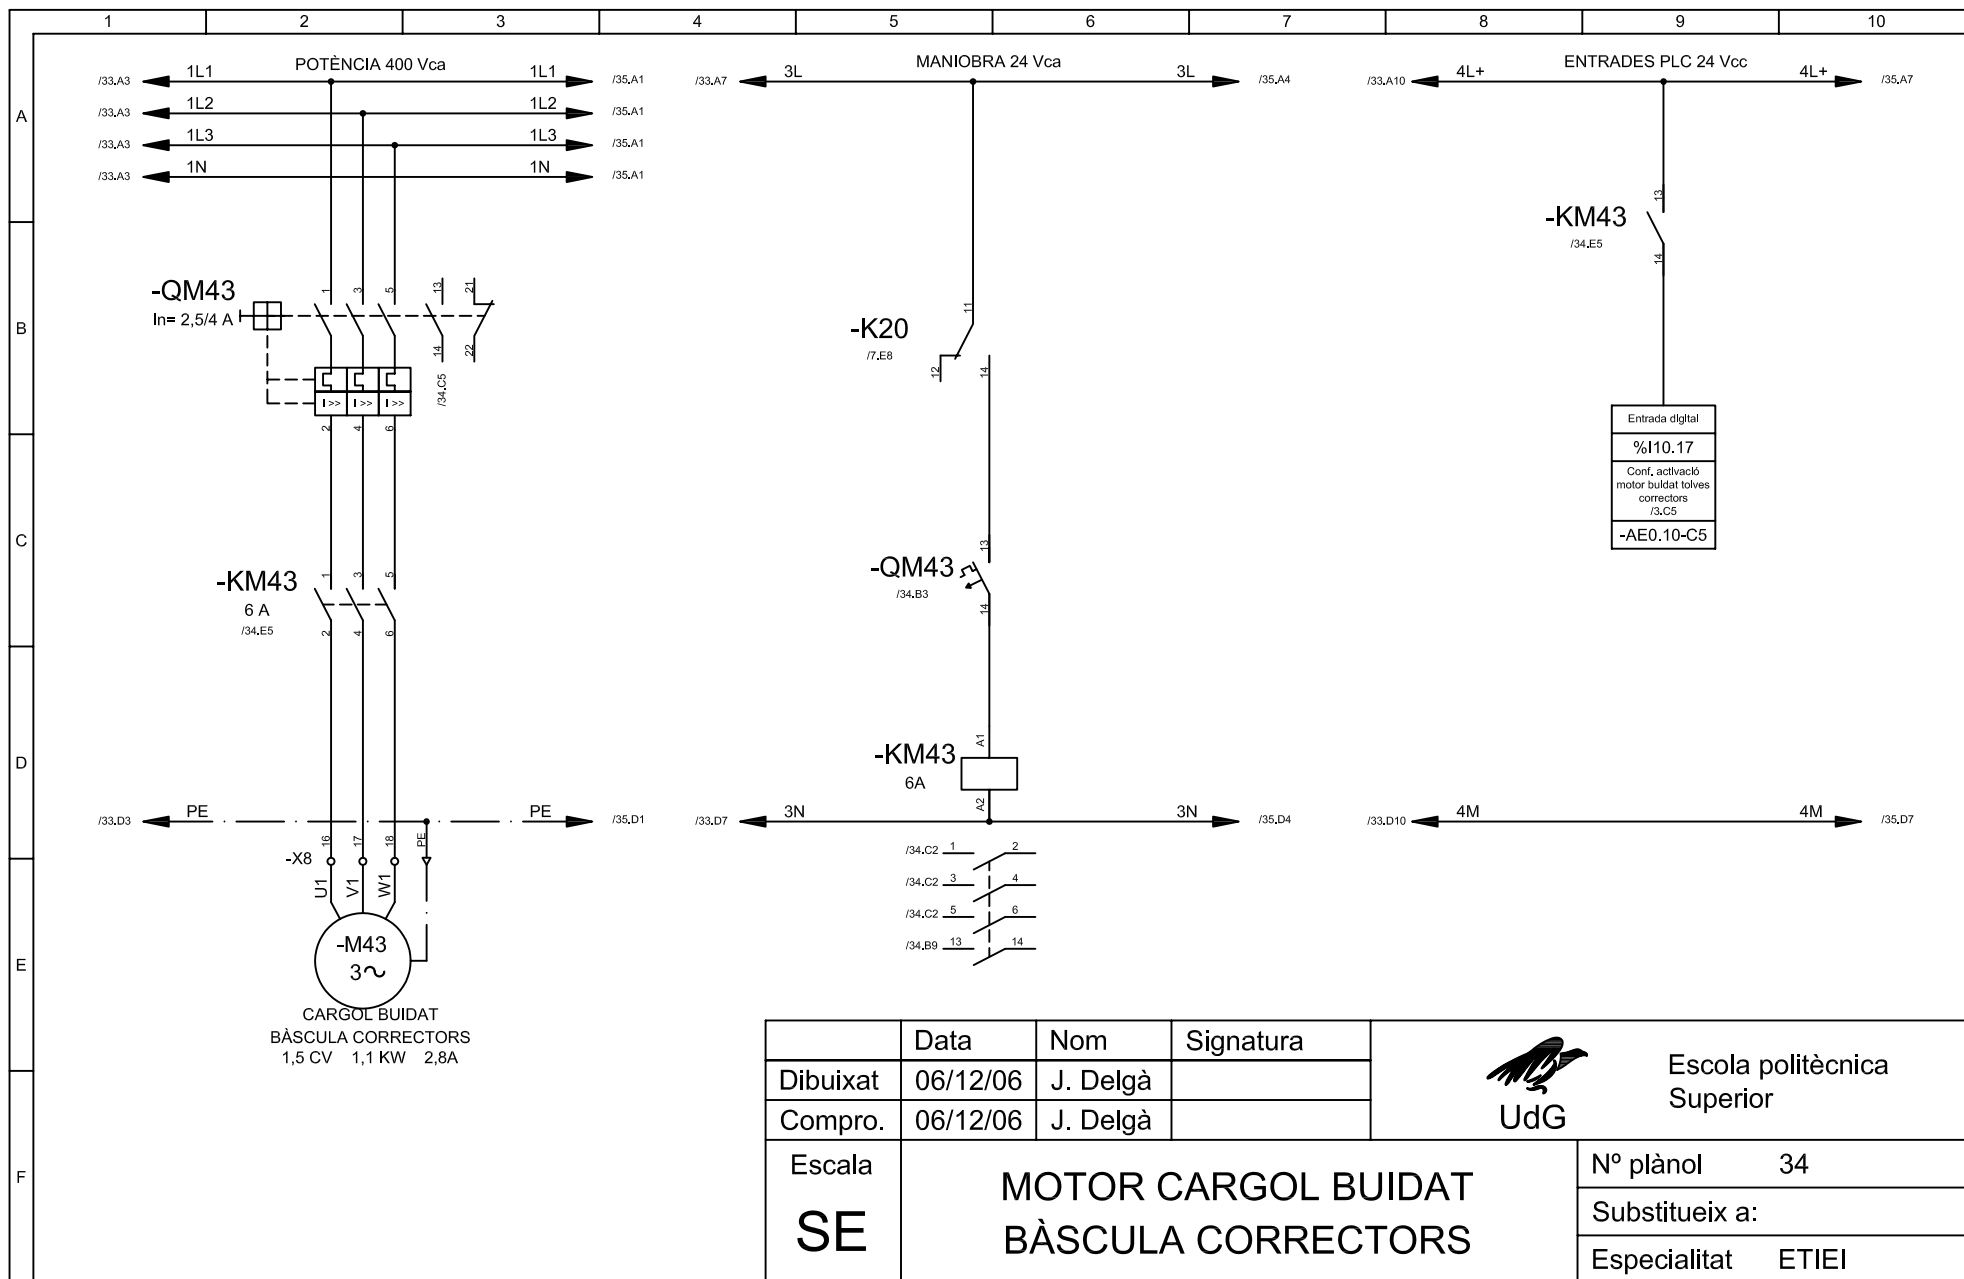 1 2 3 4 5 6 7 8 9 10
A
B
C
D
E
F
POTÈNCIA 400 Vca
/33.A3 1L1 1L1 /35.A1
/33.A3 1L2 1L2 /35.A1
/33.A3 1L3 1L3 /35.A1
/33.A3 1N 1N /35.A1
-QM43
In= 2,5/4 A
1 3 5 13 21
14 22
/34.C5
I >> I >> I >>
2 4 6
-KM43
6 A
/34.E5
1 3 5
2 4 6
/33.D3 PE PE /35.D1
16 17 18 PE
-X8
U1 V1 W1
-M43
3~
CARGOL BUIDAT
BÀSCULA CORRECTORS
1,5 CV 1,1 KW 2,8A
MANIOBRA 24 Vca
/33.A7 3L 3L /35.A4
11
-K20
/7.E8
12 14
-QM43
/34.B3
13
14
-KM43
6A
A1
A2
/33.D7 3N 3N /35.D4
/34.C2 1 2
/34.C2 3 4
/34.C2 5 6
/34.B9 13 14
ENTRADES PLC 24 Vcc
/33.A10 4L+ 4L+ /35.A7
13
-KM43
/34.E5
14
Entrada digital
%I10.17
Conf. activació
motor buidat tolves
correctors
/3.C5
-AE0.10-C5
/33.D10 4M 4M /35.D7
Data Nom Signatura
Dibuixat 06/12/06 J. Delgà
Compro. 06/12/06 J. Delgà
UdG
Escola politècnica
Superior
Escala
SE
MOTOR CARGOL BUIDAT
BÀSCULA CORRECTORS
Nº plànol 34
Substitueix a:
Especialitat ETIEI